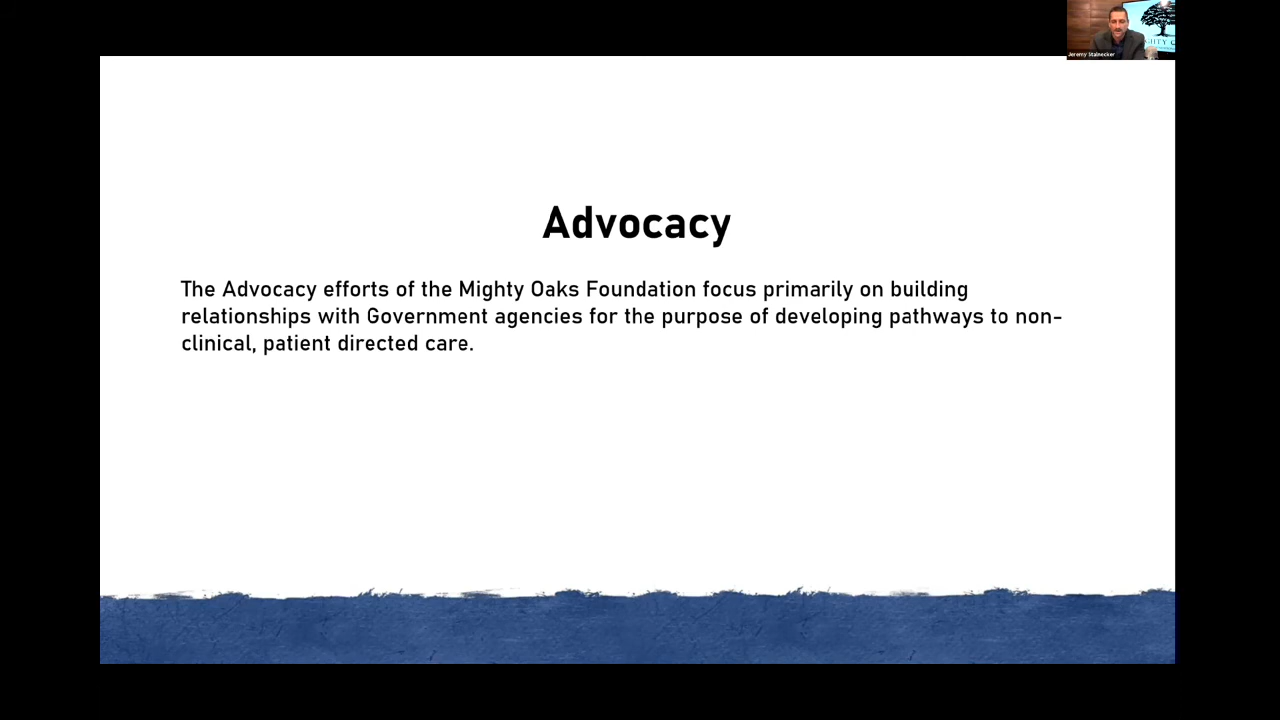 Jeremy Stalnecker
Advocacy
The Advocacy efforts of the Mighty Oaks Foundation focus primarily on building
relationships with Government agencies for the purpose of developing pathways to non-
clinical, patient directed care.